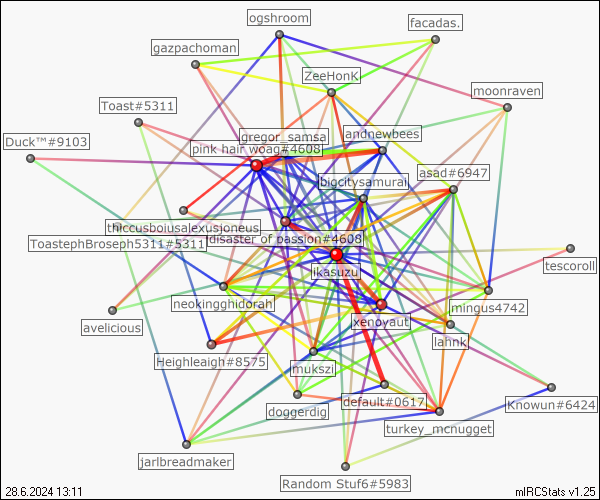 ogshroom
facadas.
gazpachoman
ZeeHonK
moonraven
Toast#5311
gregor_samsa
andnewbees
Duck™#9103
pink hair woag#4608
asad#6947
bigcitysamurai
thiccusboiusalexusjoneus
ToastephBroseph5311#5311
disaster of passion#4608
tescoroll
ikasuzu
neokingghidorah
mingus4742
avelicious
xenoyaut
lahnk
Heighleaigh#8575
mukszi
default#0617
Knowun#6424
doggerdig
turkey_mcnugget
jarlbreadmaker
Random Stuf6#5983
28.6.2024 13:11
mIRCStats v1.25